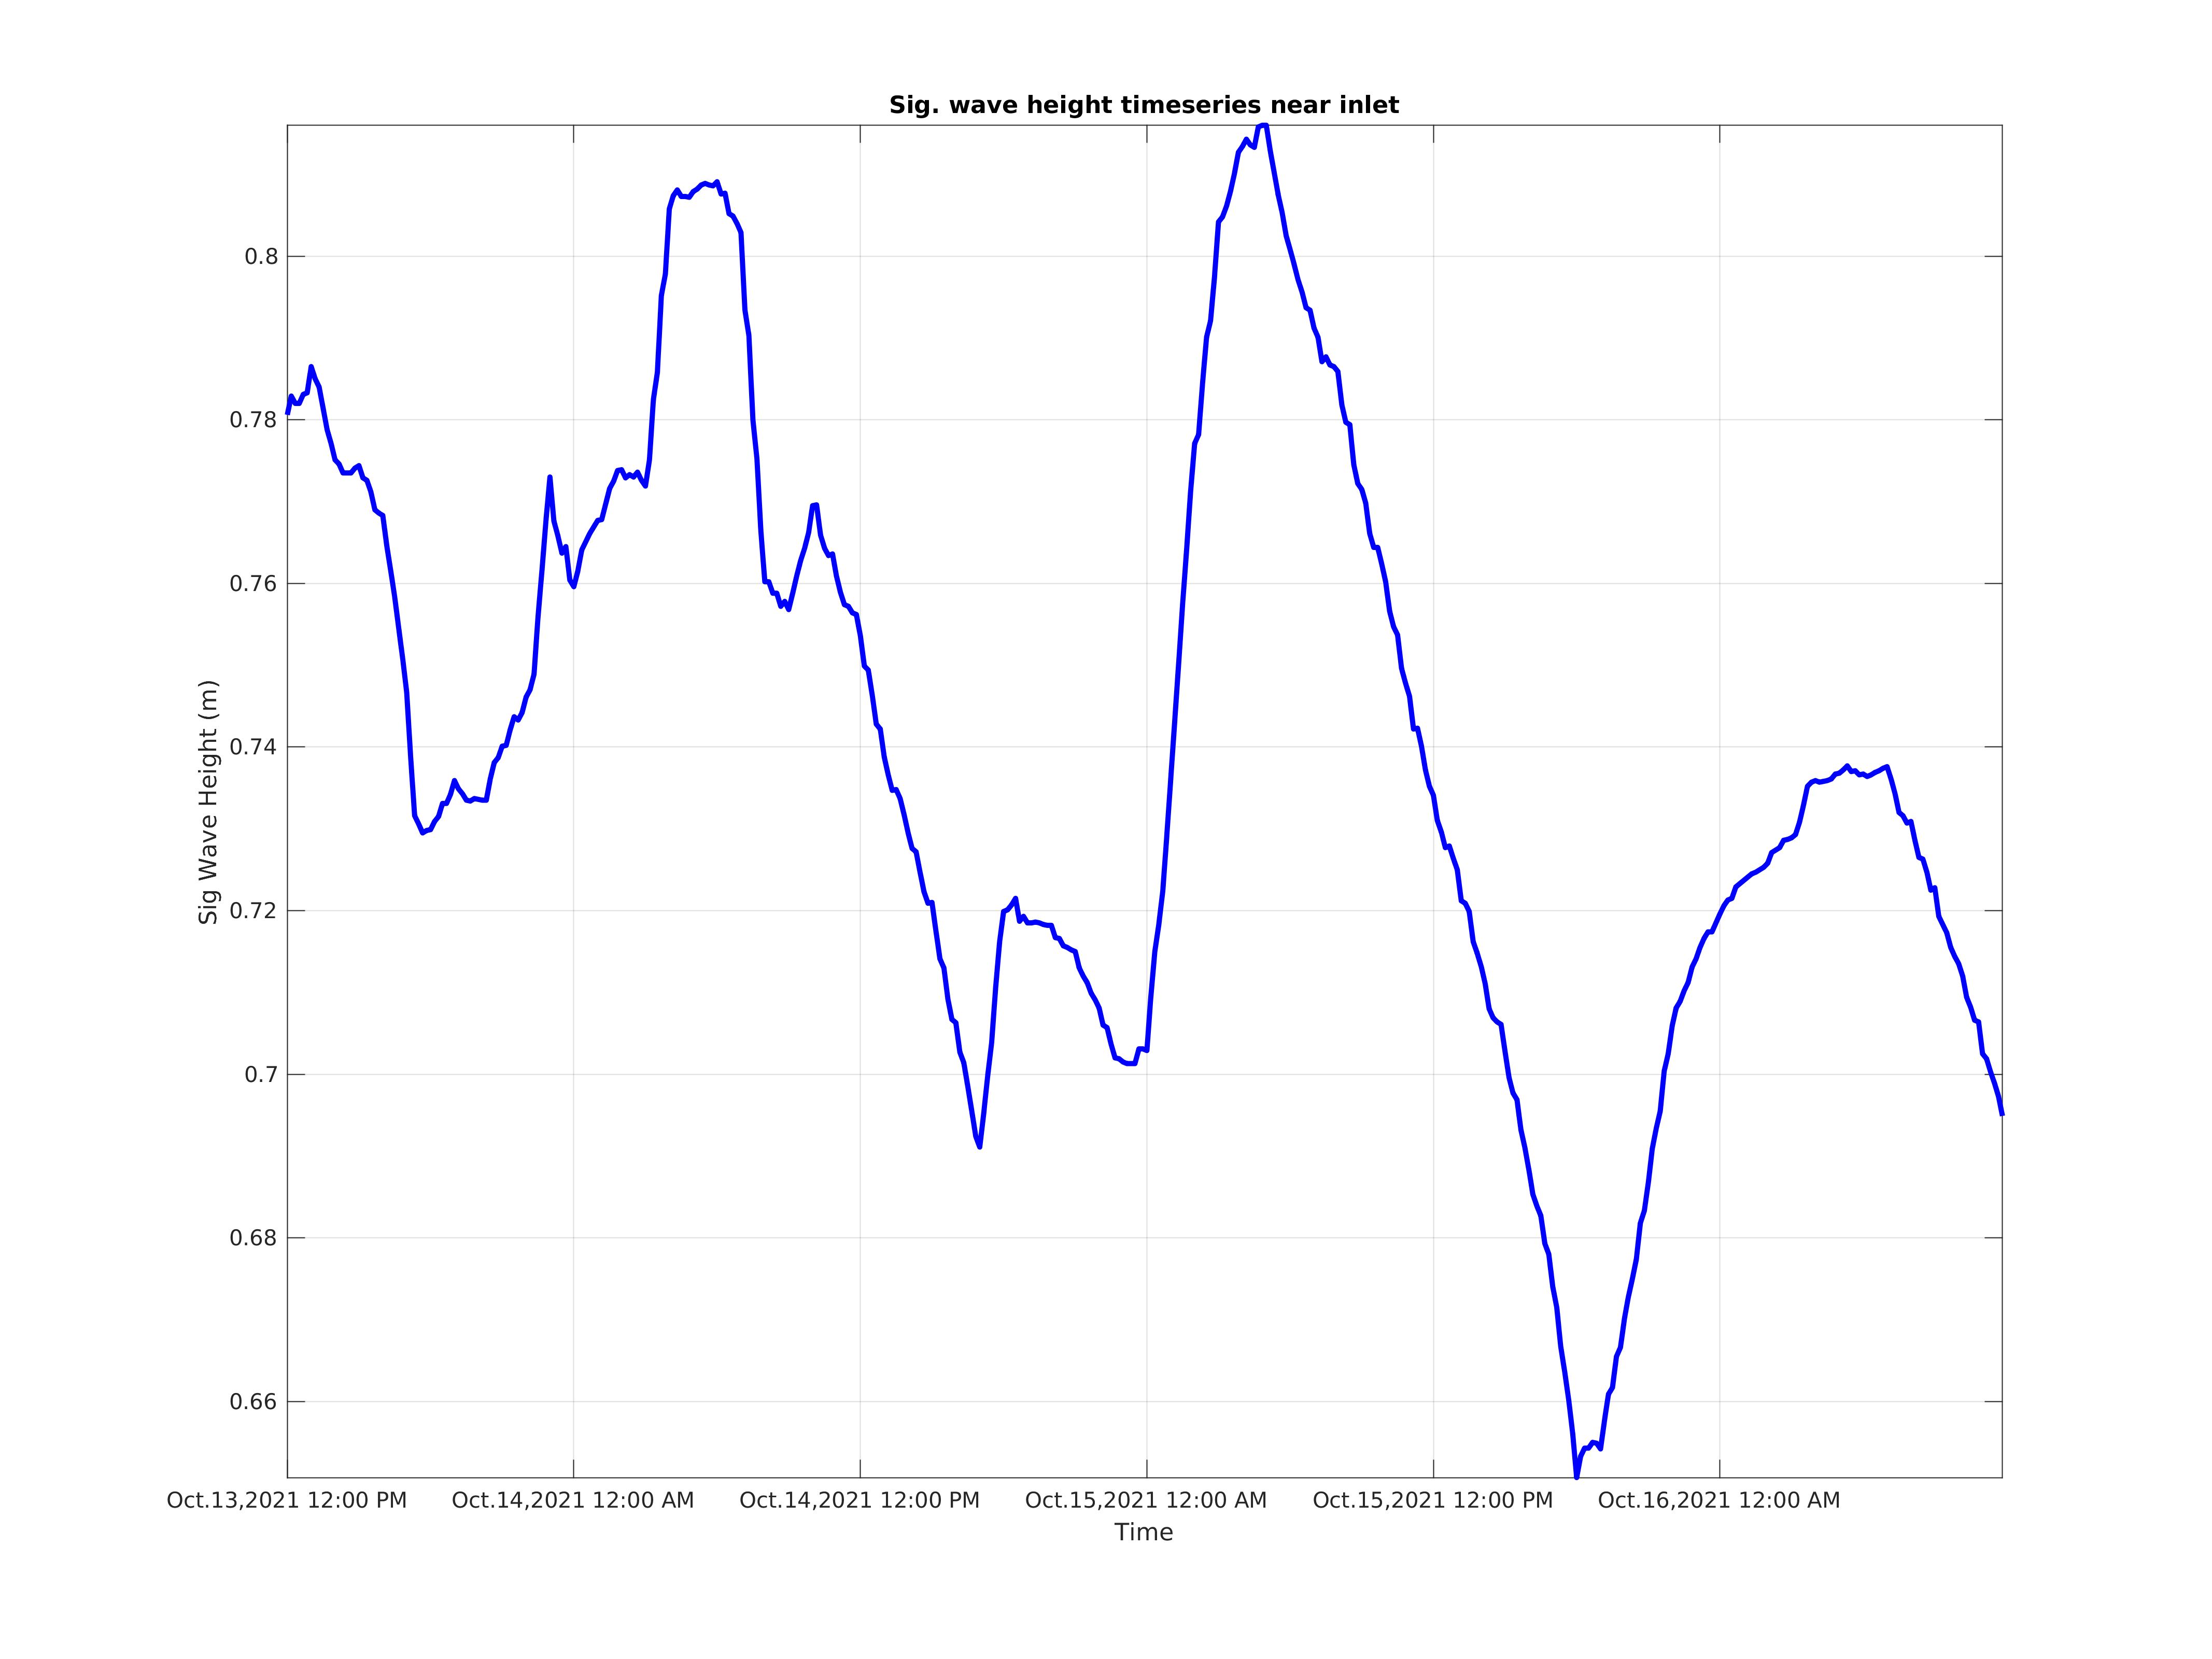 Sig. wave height timeseries near inlet
0.8
0.78
0.76
0.74
0.72
0.7
0.68
0.66
Sig Wave Height (m)
Oct.13,2021 12:00 PM Oct.14,2021 12:00 AM Oct.14,2021 12:00 PM Oct.15,2021 12:00 AM Oct.15,2021 12:00 PM Oct.16,2021 12:00 AM
Time